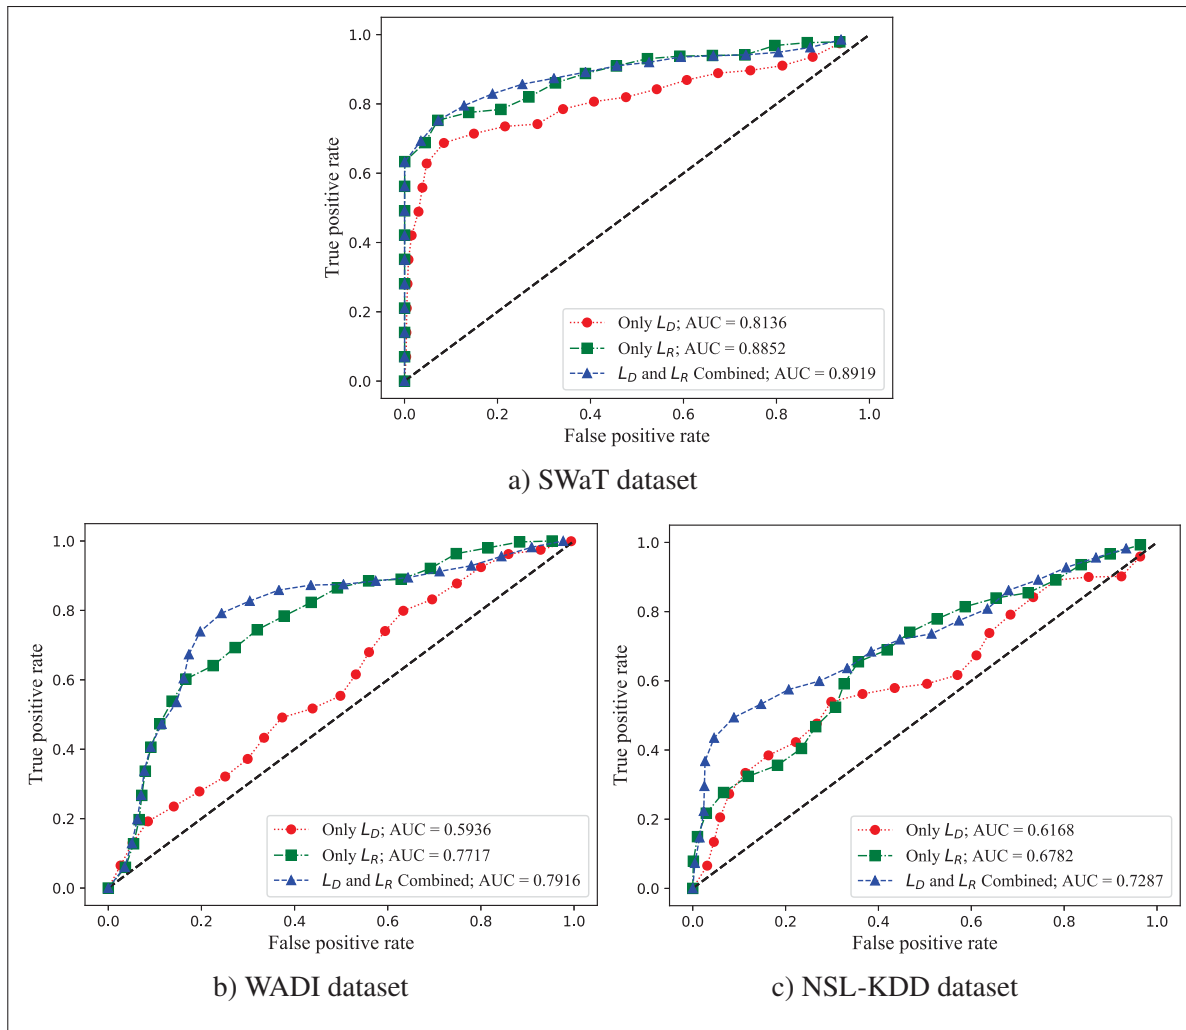 1.0
0.8
0.6
0.4
0.2
0.0
True positive rate
Only L_D; AUC = 0.8136
Only L_R; AUC = 0.8852
L_D and L_R Combined; AUC = 0.8919
0.0 0.2 0.4 0.6 0.8 1.0
False positive rate
a) SWaT dataset
1.0
0.8
0.6
0.4
0.2
0.0
True positive rate
Only L_D; AUC = 0.5936
Only L_R; AUC = 0.7717
L_D and L_R Combined; AUC = 0.7916
0.0 0.2 0.4 0.6 0.8 1.0
False positive rate
b) WADI dataset
1.0
0.8
0.6
0.4
0.2
0.0
True positive rate
Only L_D; AUC = 0.6168
Only L_R; AUC = 0.6782
L_D and L_R Combined; AUC = 0.7287
0.0 0.2 0.4 0.6 0.8 1.0
False positive rate
c) NSL-KDD dataset